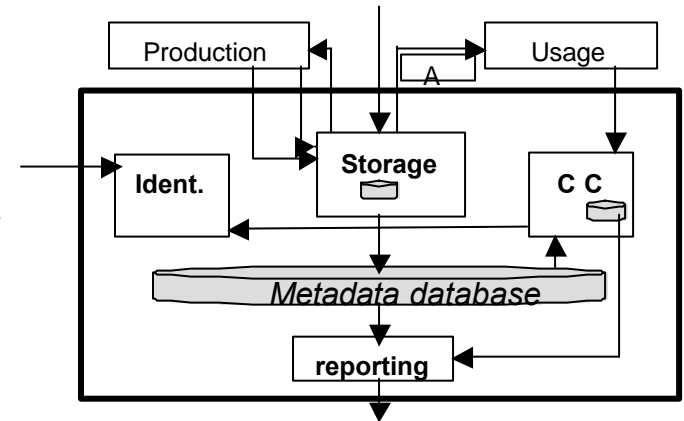 Production
Usage
A
Storage
Ident.
C C
Metadata database
reporting